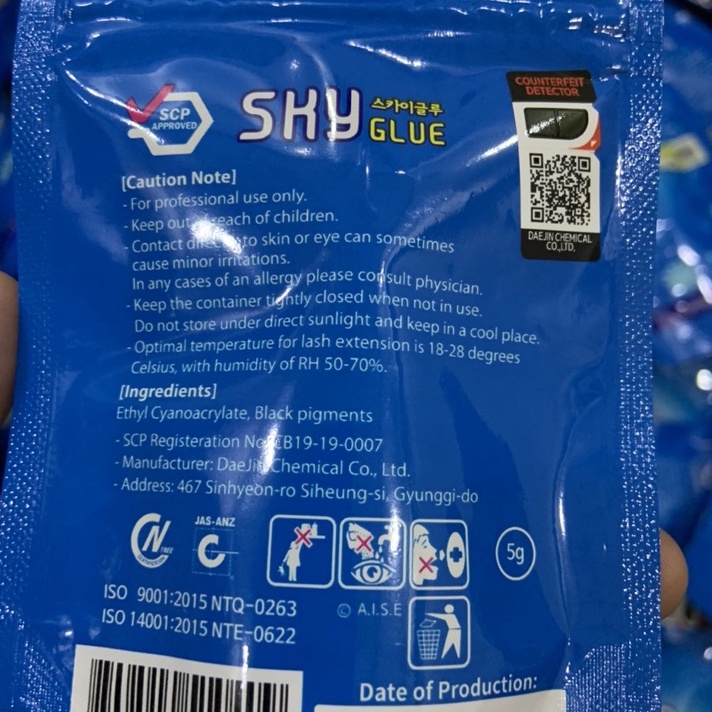 SCP
APPROVED
SKY 스카이글루
GLUE
COUNTERFEIT
DETECTOR
DAEJIN CHEMICAL
CO.,LTD.
[Caution Note]
- For professional use only.
- Keep out reach of children.
- Contact to skin or eye can sometimes
cause minor irritations.
In any cases of an allergy please consult physician.
- Keep the container tightly closed when not in use.
Do not store under direct sunlight and keep in a cool place.
- Optimal temperature for lash extension is 18-28 degrees
Celsius, with humidity of RH 50-70%.
[Ingredients]
Ethyl Cyanoacrylate, Black pigments
- SCP Registeration No. CB19-19-0007
- Manufacturer: DaeJin Chemical Co., Ltd.
- Address: 467 Sinhyeon-ro Siheung-si, Gyunggi-do
JAS-ANZ
5g
ISO 9001:2015 NTQ-0263
ISO 14001:2015 NTE-0622
© A.I.S.E
Date of Production: